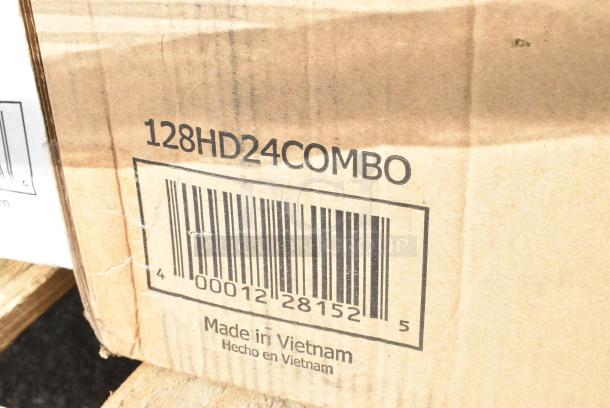 128HD24COMBO
4 00012 28152 5
Made in Vietnam
Hecho en Vietnam